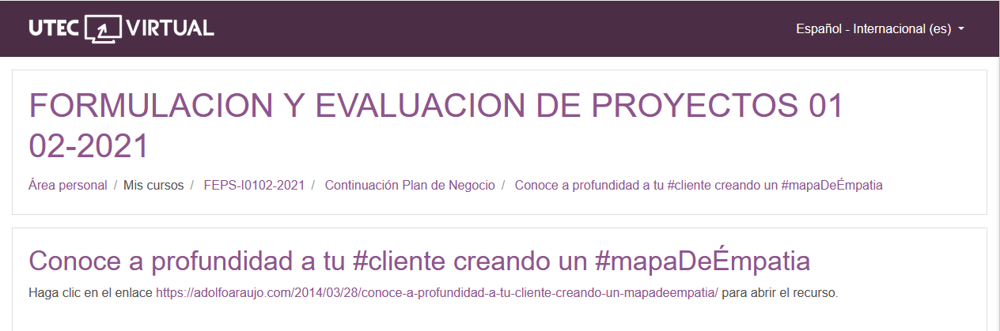 UTEC VIRTUAL
Español - Internacional (es)
FORMULACION Y EVALUACION DE PROYECTOS 01
02-2021
Área personal / Mis cursos / FEPS-I0102-2021 / Continuación Plan de Negocio / Conoce a profundidad a tu #cliente creando un #mapaDeÉmpatia
Conoce a profundidad a tu #cliente creando un #mapaDeÉmpatia
Haga clic en el enlace https://adolfoaraujo.com/2014/03/28/conoce-a-profundidad-a-tu-cliente-creando-un-mapadeempatia/ para abrir el recurso.